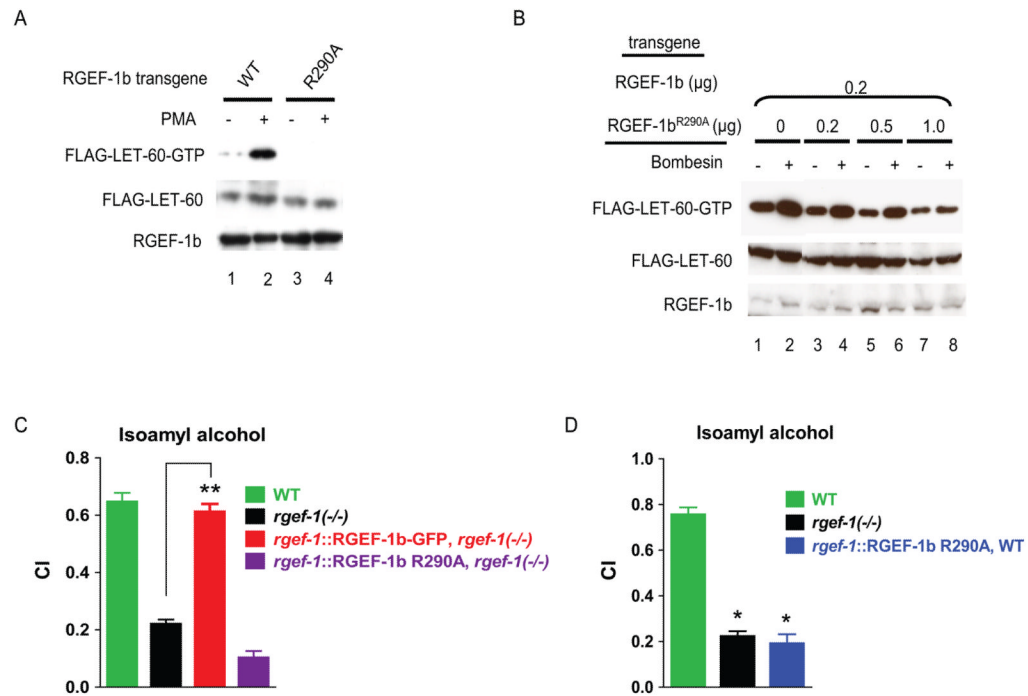 A
RGEF-1b transgene
WT
R290A
PMA - + - +
FLAG-LET-60-GTP
FLAG-LET-60
RGEF-1b
1 2 3 4
B
transgene
RGEF-1b (µg)
0.2
RGEF-1bR290A (µg) 0 0.2 0.5 1.0
Bombesin - + - + - + - +
FLAG-LET-60-GTP
FLAG-LET-60
RGEF-1b
1 2 3 4 5 6 7 8
C
Isoamyl alcohol
CI
0.8
0.6
0.4
0.2
0.0
**
WT
rgef-1(-/-)
rgef-1::RGEF-1b-GFP, rgef-1(-/-)
rgef-1::RGEF-1b R290A, rgef-1(-/-)
D
Isoamyl alcohol
CI
1.0
0.8
0.6
0.4
0.2
0.0
* *
WT
rgef-1(-/-)
rgef-1::RGEF-1b R290A, WT